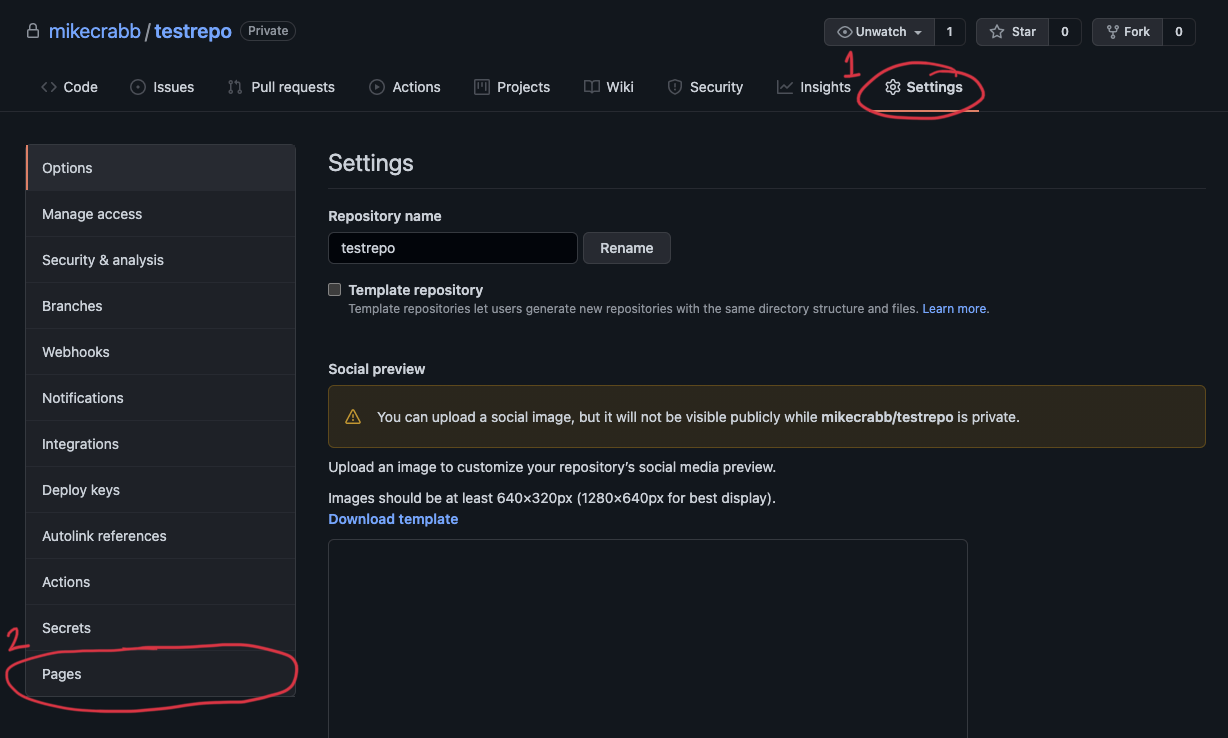 mikecrabb / testrepo Private
Unwatch 1 Star 0 Fork 0
1
Code Issues Pull requests Actions Projects Wiki Security Insights Settings
Options
Manage access
Security & analysis
Branches
Webhooks
Notifications
Integrations
Deploy keys
Autolink references
Actions
Secrets
2
Pages
Settings
Repository name
testrepo Rename
Template repository
Template repositories let users generate new repositories with the same directory structure and files. Learn more.
Social preview
You can upload a social image, but it will not be visible publicly while mikecrabb/testrepo is private.
Upload an image to customize your repository’s social media preview.
Images should be at least 640×320px (1280×640px for best display).
Download template